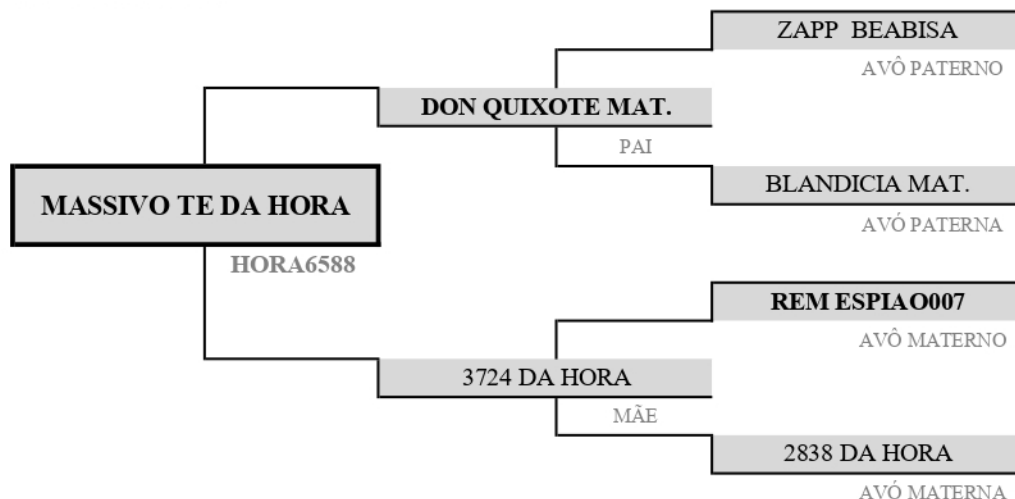 ZAPP BEABISA
AVÔ PATERNO
DON QUIXOTE MAT.
PAI
BLANDICIA MAT.
AVÓ PATERNA
MASSIVO TE DA HORA
HORA6588
REM ESPIAO007
AVÔ MATERNO
3724 DA HORA
MÃE
2838 DA HORA
AVÓ MATERNA